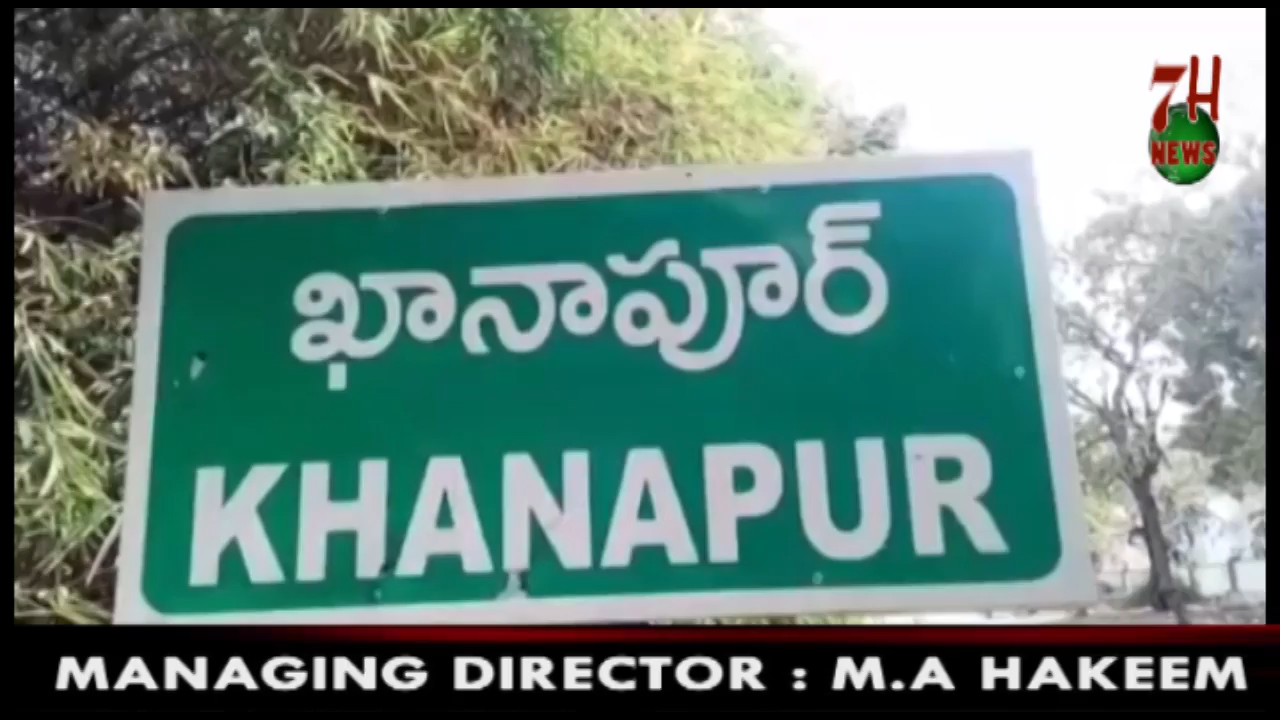 7H
NEWS
ఖానాపూర్
KHANAPUR
MANAGING DIRECTOR : M.A HAKEEM